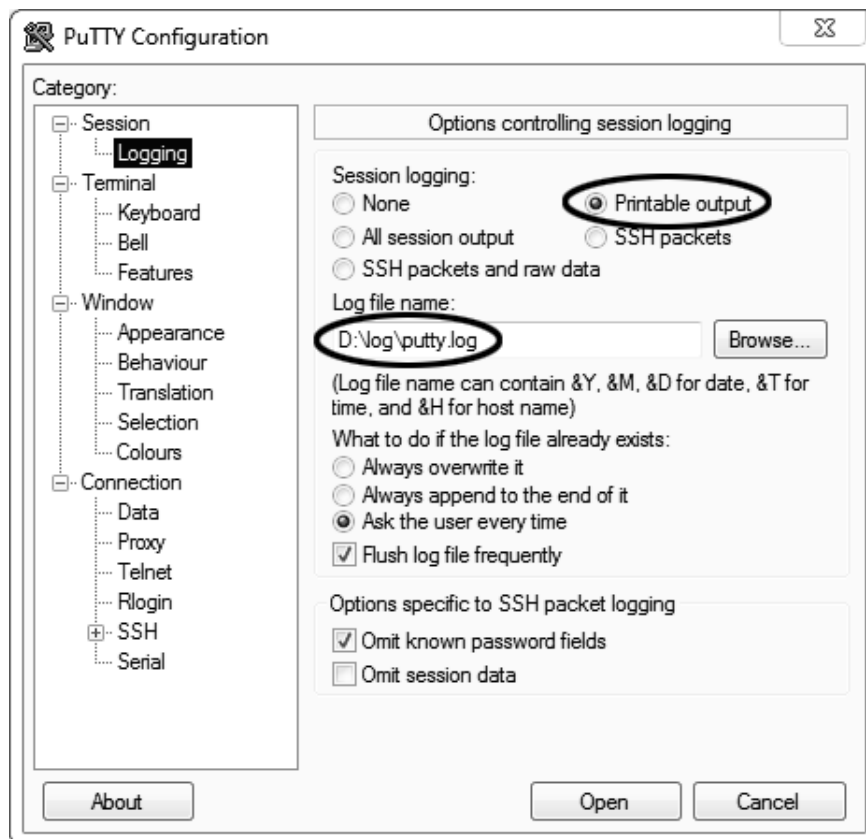 PuTTY Configuration
Category:
Session
Logging
Terminal
Keyboard
Bell
Features
Window
Appearance
Behaviour
Translation
Selection
Colours
Connection
Data
Proxy
Telnet
Rlogin
SSH
Serial
Options controlling session logging
Session logging:
None
Printable output
All session output
SSH packets
SSH packets and raw data
Log file name:
D:\log\putty.log
Browse...
(Log file name can contain &Y, &M, &D for date, &T for
time, and &H for host name)
What to do if the log file already exists:
Always overwrite it
Always append to the end of it
Ask the user every time
Flush log file frequently
Options specific to SSH packet logging
Omit known password fields
Omit session data
About
Open
Cancel